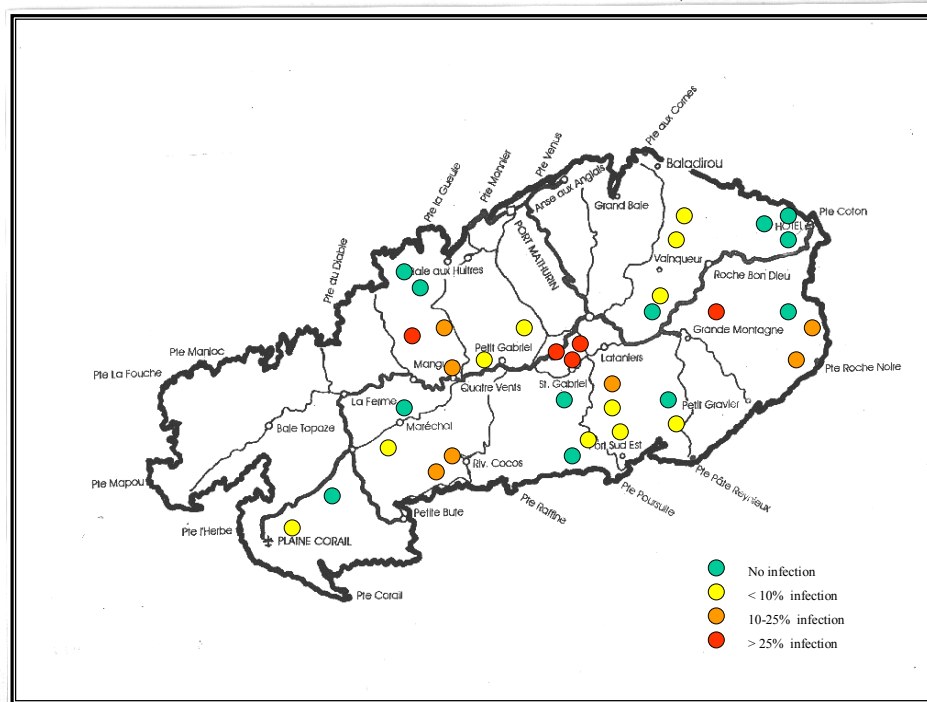 Pte aux Cornes
Pte Venus
Baladirou
Pte Monnier
Anse aux Anglais
Pte la Gueule
Grand Baie
Pte Coton
HOTEL
PORT MATHURIN
Pte du Diable
Baie aux Huitres
Vainqueur
Roche Bon Dieu
Grande Montagne
Pte Manioc
Petit Gabriel
Lataniers
Pte La Fouche
Pte Roche Noire
Quatre Vents
St. Gabriel
La Ferme
Petit Gravier
Baie Topaze
Maréchal
Port Sud Est
Riv. Cocos
Pte Mapou
Pte Pâte Reynieux
Pte Poursuite
Pte Raffine
Petite Bute
Pte l'Herbe
PLAINE CORAIL
Pte Corail
No infection
< 10% infection
10-25% infection
> 25% infection